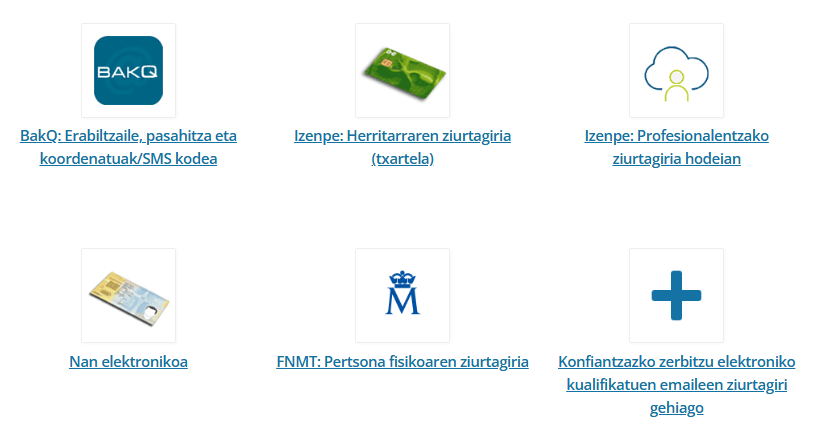 BAKQ
BakQ: Erabiltzaile, pasahitza eta
koordenatuak/SMS kodea
Izenpe: Herritarraren ziurtagiria
(txartela)
Izenpe: Profesionalentzako
ziurtagiria hodeian
Nan elektronikoa
M
FNMT: Pertsona fisikoaren ziurtagiria
Konfiantzazko zerbitzu elektroniko
kualifikatuen emaileen ziurtagiri
gehiago